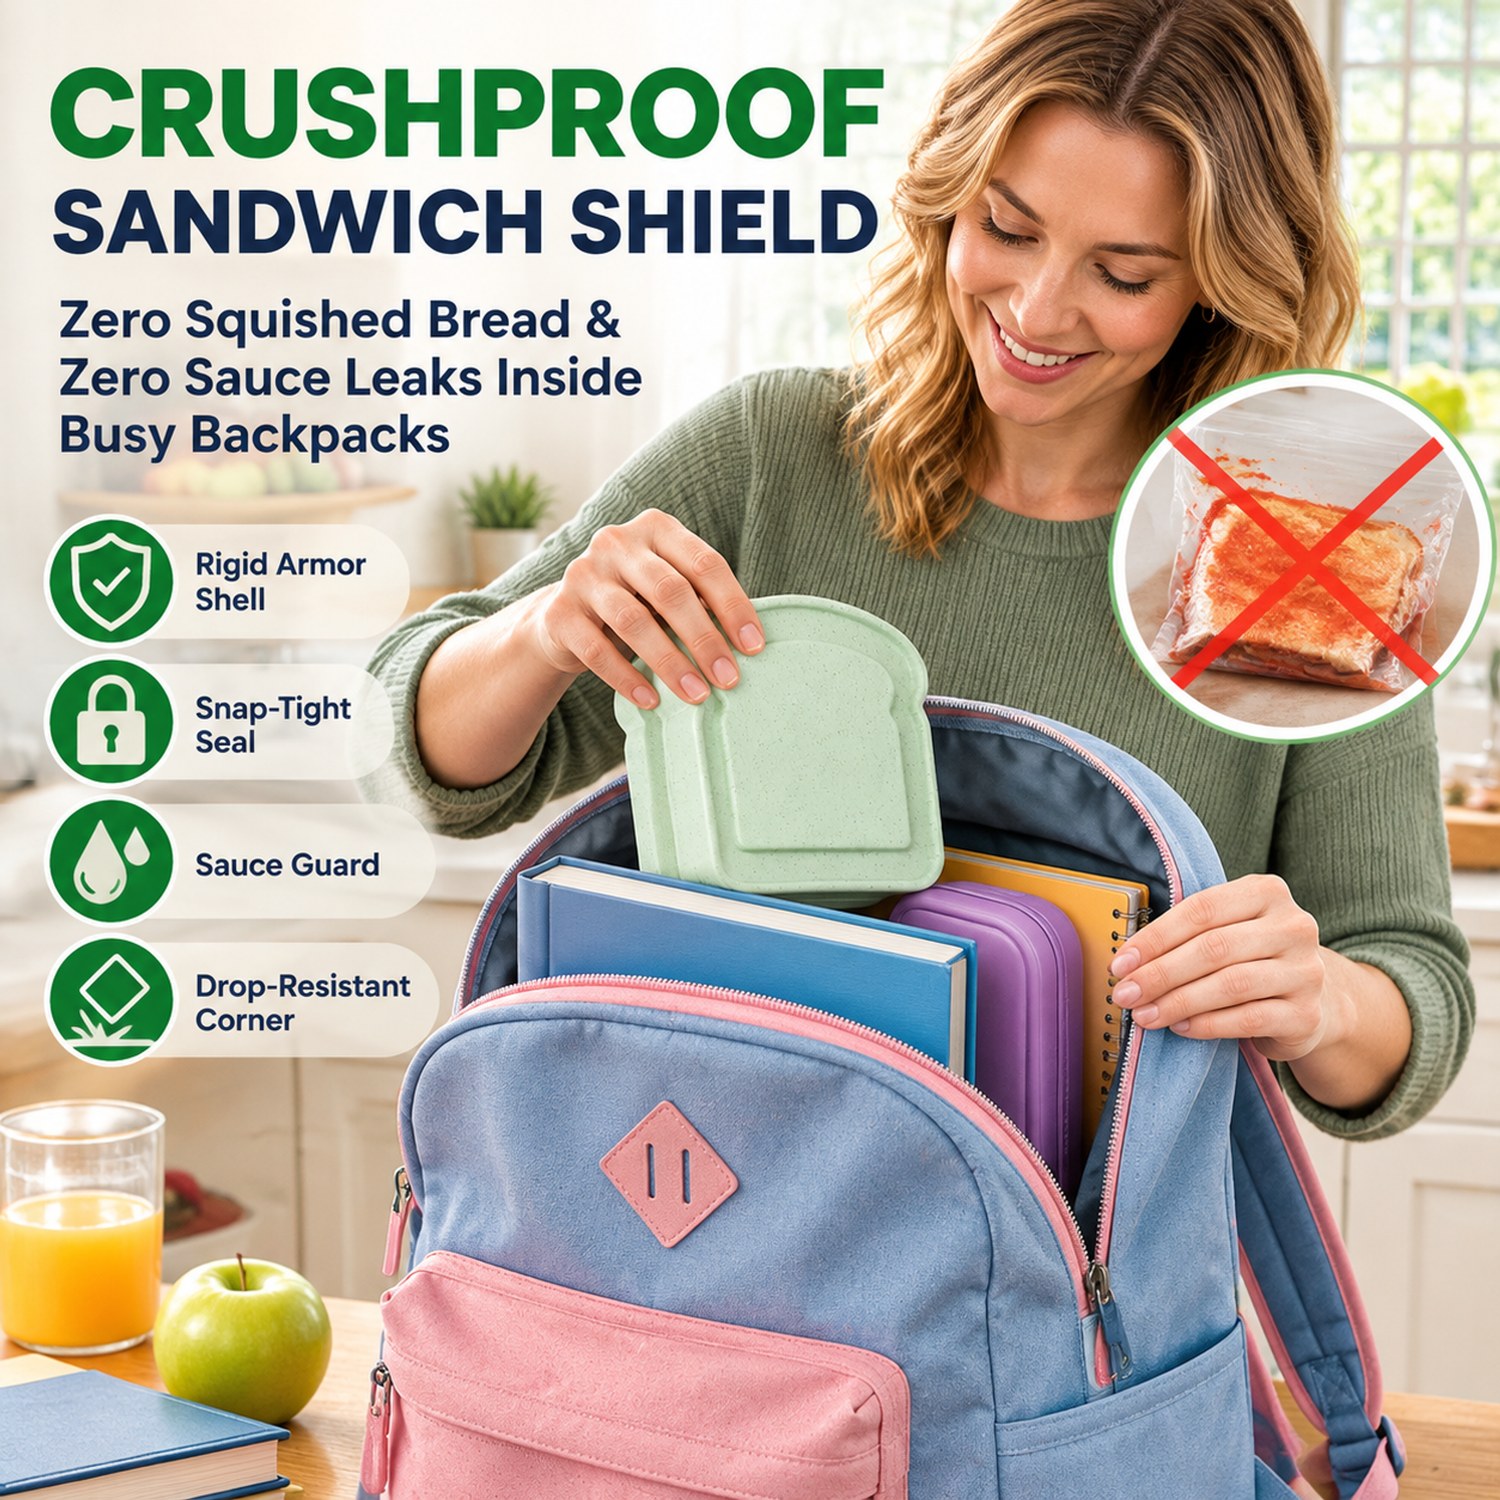 CRUSHPROOF
SANDWICH SHIELD
Zero Squished Bread &
Zero Sauce Leaks Inside
Busy Backpacks
Rigid Armor
Shell
Snap-Tight
Seal
Sauce Guard
Drop-Resistant
Corner